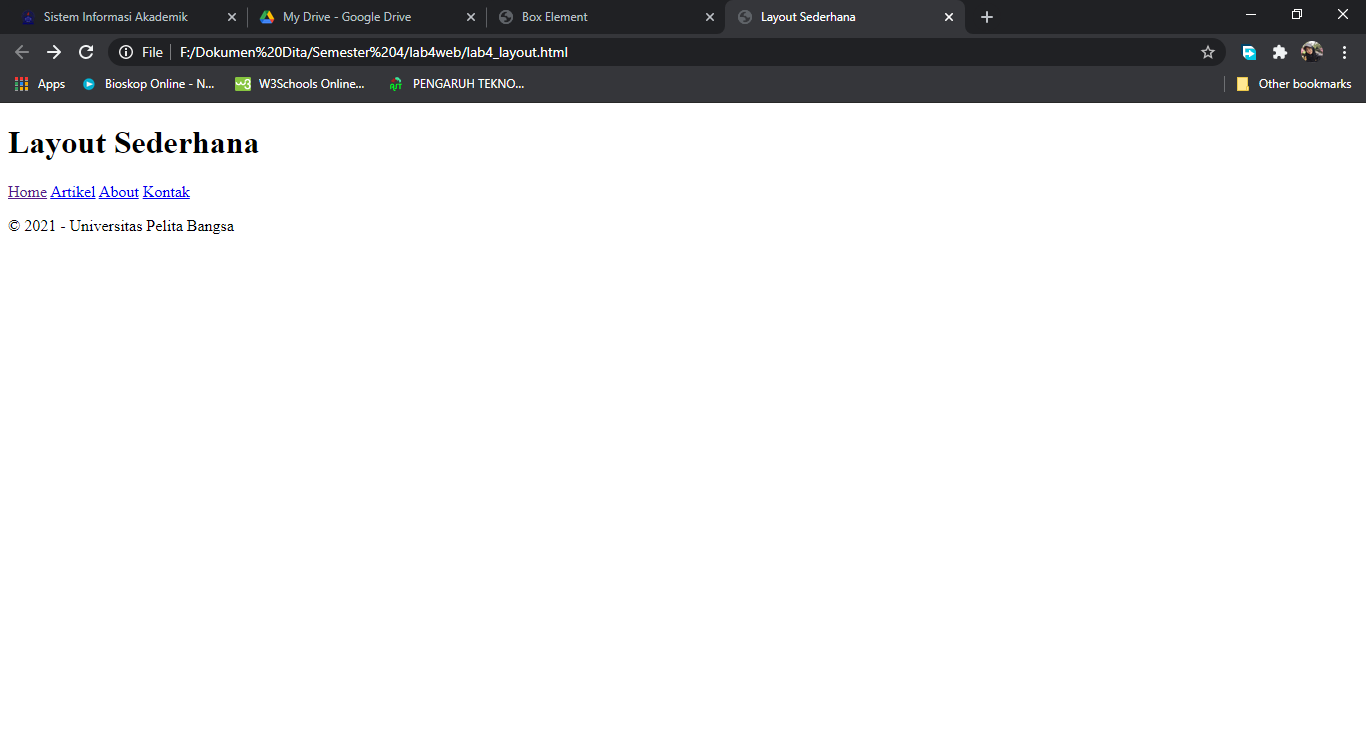 Sistem Informasi Akademik
My Drive - Google Drive
Box Element
Layout Sederhana
File
F:/Dokumen%20Dita/Semester%204/lab4web/lab4_layout.html
Apps
Bioskop Online - N...
W3Schools Online...
PENGARUH TEKNO...
Other bookmarks
Layout Sederhana
Home Artikel About Kontak
© 2021 - Universitas Pelita Bangsa